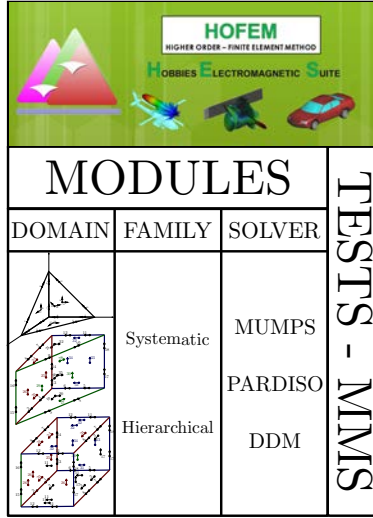 HOFEM
HIGHER ORDER – FINITE ELEMENT METHOD
HOBBIES ELECTROMAGNETIC SUITE
MODULES
DOMAIN FAMILY SOLVER
Systematic
Hierarchical
MUMPS
PARDISO
DDM
TESTS - MMS